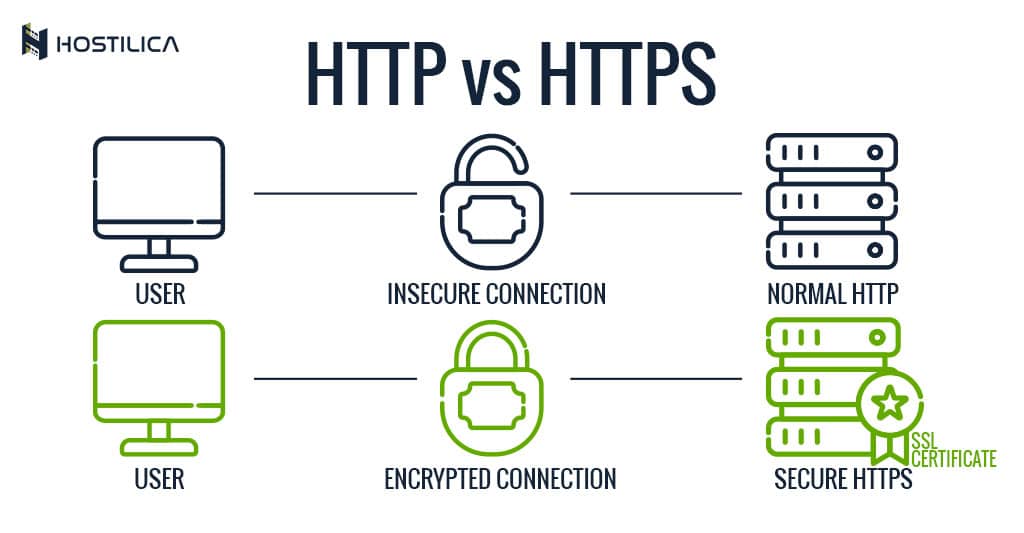 HOSTILICA
HTTP vs HTTPS
USER
INSECURE CONNECTION
NORMAL HTTP
USER
ENCRYPTED CONNECTION
SECURE HTTPS
SSL
CERTIFICATE